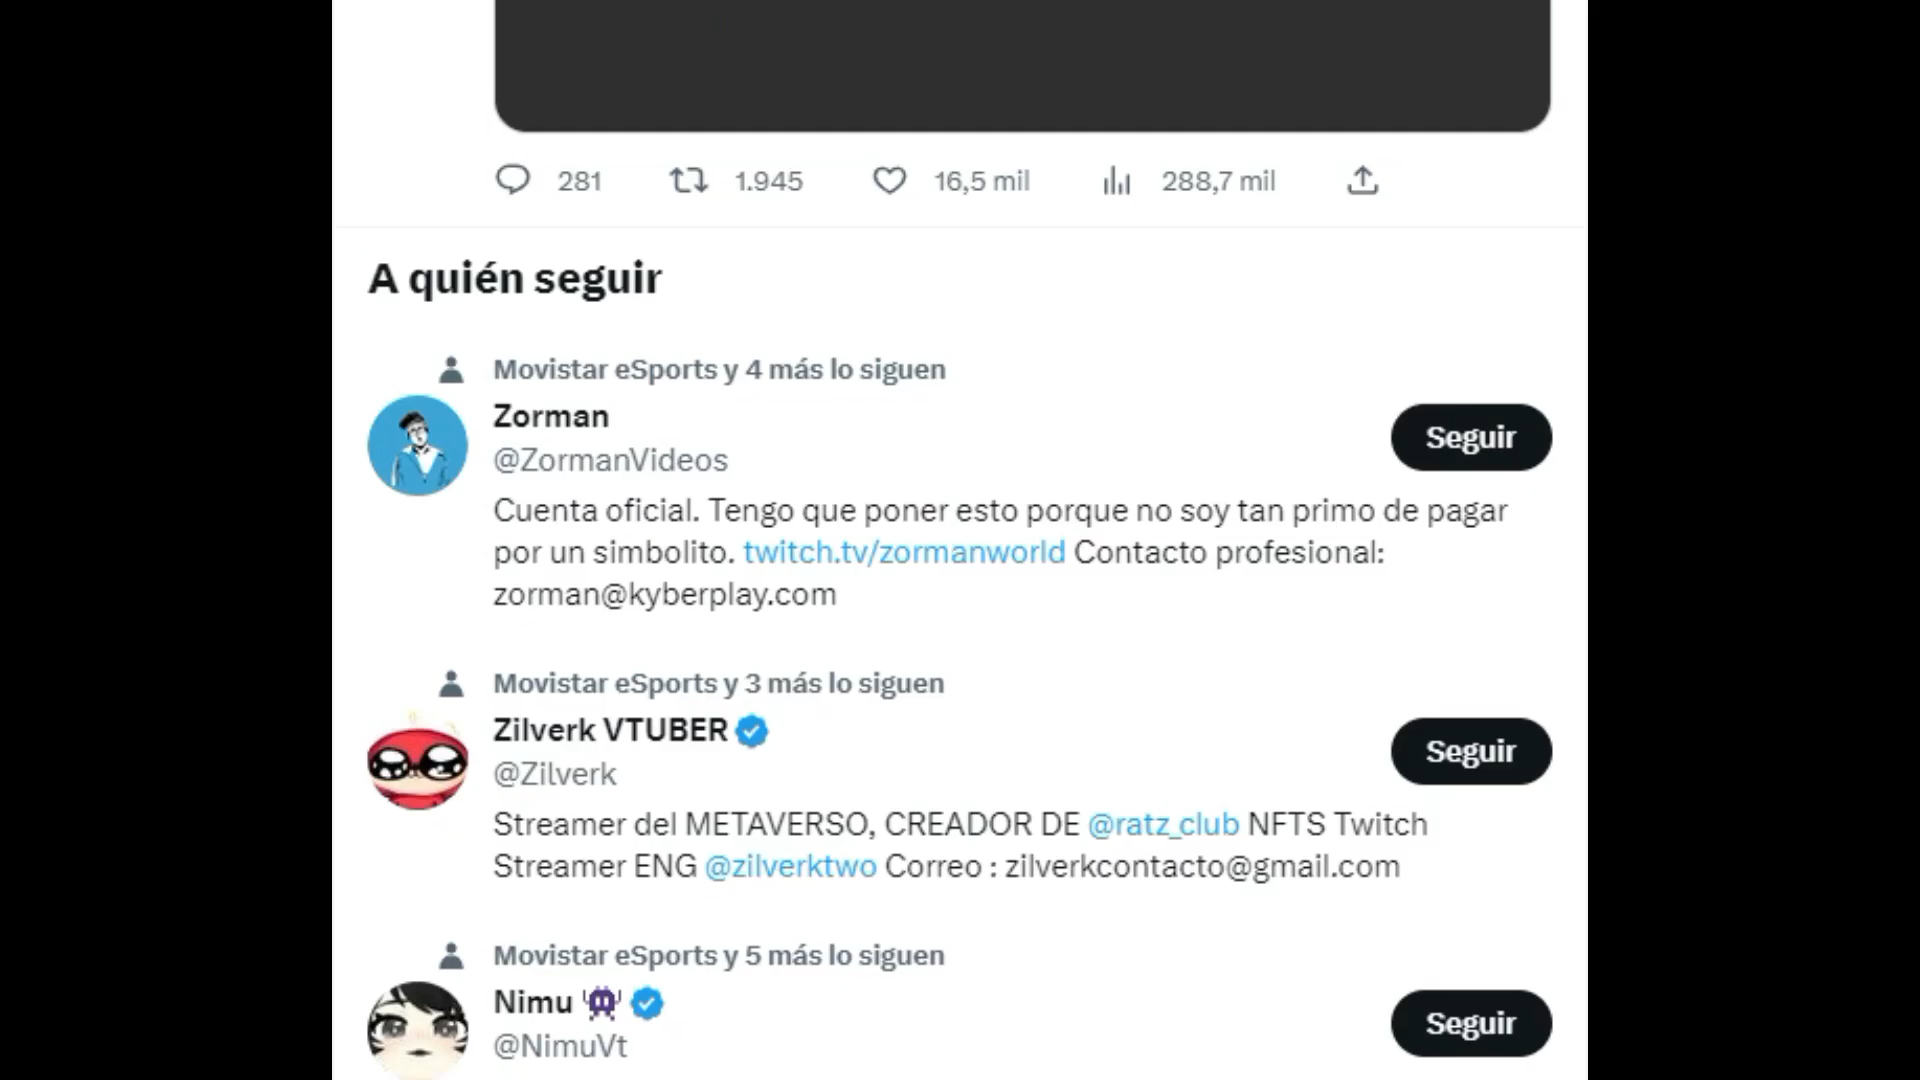 281 1.945 16,5 mil 288,7 mil
A quién seguir
Movistar eSports y 4 más lo siguen
Zorman
@ZormanVideos
Seguir
Cuenta oficial. Tengo que poner esto porque no soy tan primo de pagar
por un simbolito. twitch.tv/zormanworld Contacto profesional:
zorman@kyberplay.com
Movistar eSports y 3 más lo siguen
Zilverk VTUBER
@Zilverk
Seguir
Streamer del METAVERSO, CREADOR DE @ratz_club NFTS Twitch
Streamer ENG @zilverktwo Correo : zilverkcontacto@gmail.com
Movistar eSports y 5 más lo siguen
Nimu
@NimuVt
Seguir